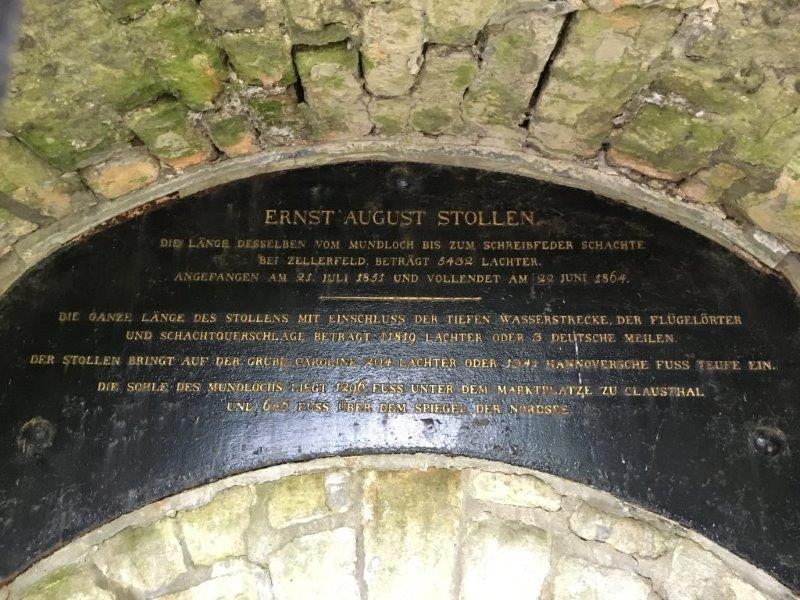 ERNST AUGUST STOLLEN.
DIE LÄNGE DESSELBEN VOM MUNDLOCH BIS ZUM SCHREIBFEDER SCHACHTE
BEI ZELLERFELD, BETRÄGT 5432 LACHTER.
ANGEFANGEN AM 21. JULI 1851 UND VOLLENDET AM 22 JUNI 1864.
DIE GANZE LÄNGE DES STOLLENS MIT EINSCHLUSS DER TIEFEN WASSERSTRECKE, DER FLÜGELÖRTER
UND SCHACHTQUERSCHLÄGE BETRÄGT 11819 LACHTER ODER 3 DEUTSCHE MEILEN.
DER STOLLEN BRINGT AUF DER GRUBE CAROLINE 204 LACHTER ODER 1341 HANNOVERSCHE FUSS TEUFE EIN.
DIE SOHLE DES MUNDLOCHS LIEGT 1296 FUSS UNTER DEM MARKTPLATZE ZU CLAUSTHAL
UND FUSS ÜBER DEM SPIEGEL DER NORDSEE.